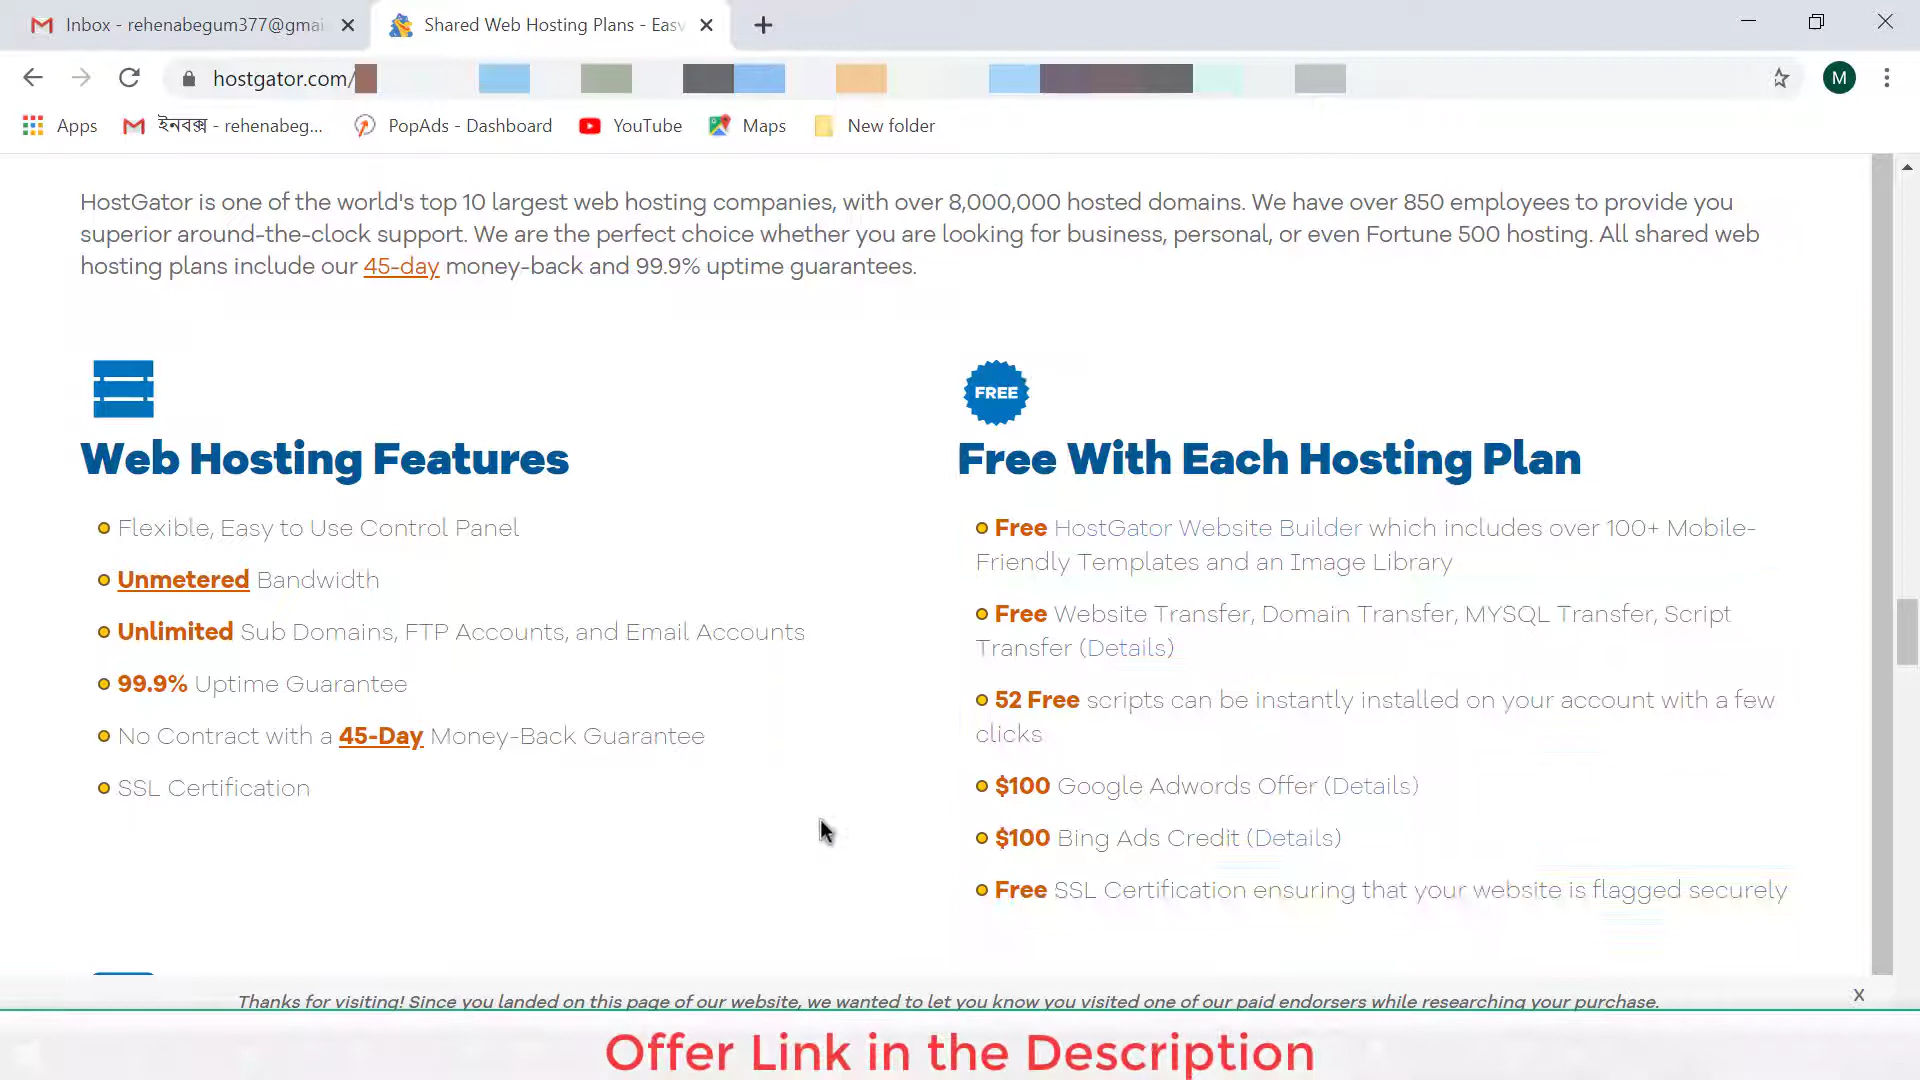 Inbox - rehenabegum377@gmai
Shared Web Hosting Plans - Easy
hostgator.com/
M
Apps
ইনবক্স - rehenabeg...
PopAds - Dashboard
YouTube
Maps
New folder
HostGator is one of the world's top 10 largest web hosting companies, with over 8,000,000 hosted domains. We have over 850 employees to provide you
superior around-the-clock support. We are the perfect choice whether you are looking for business, personal, or even Fortune 500 hosting. All shared web
hosting plans include our 45-day money-back and 99.9% uptime guarantees.
Web Hosting Features
Flexible, Easy to Use Control Panel
Unmetered Bandwidth
Unlimited Sub Domains, FTP Accounts, and Email Accounts
99.9% Uptime Guarantee
No Contract with a 45-Day Money-Back Guarantee
SSL Certification
FREE
Free With Each Hosting Plan
Free HostGator Website Builder which includes over 100+ Mobile-
Friendly Templates and an Image Library
Free Website Transfer, Domain Transfer, MYSQL Transfer, Script
Transfer (Details)
52 Free scripts can be instantly installed on your account with a few
clicks
$100 Google Adwords Offer (Details)
$100 Bing Ads Credit (Details)
Free SSL Certification ensuring that your website is flagged securely
Thanks for visiting! Since you landed on this page of our website, we wanted to let you know you visited one of our paid endorsers while researching your purchase.
X
Offer Link in the Description